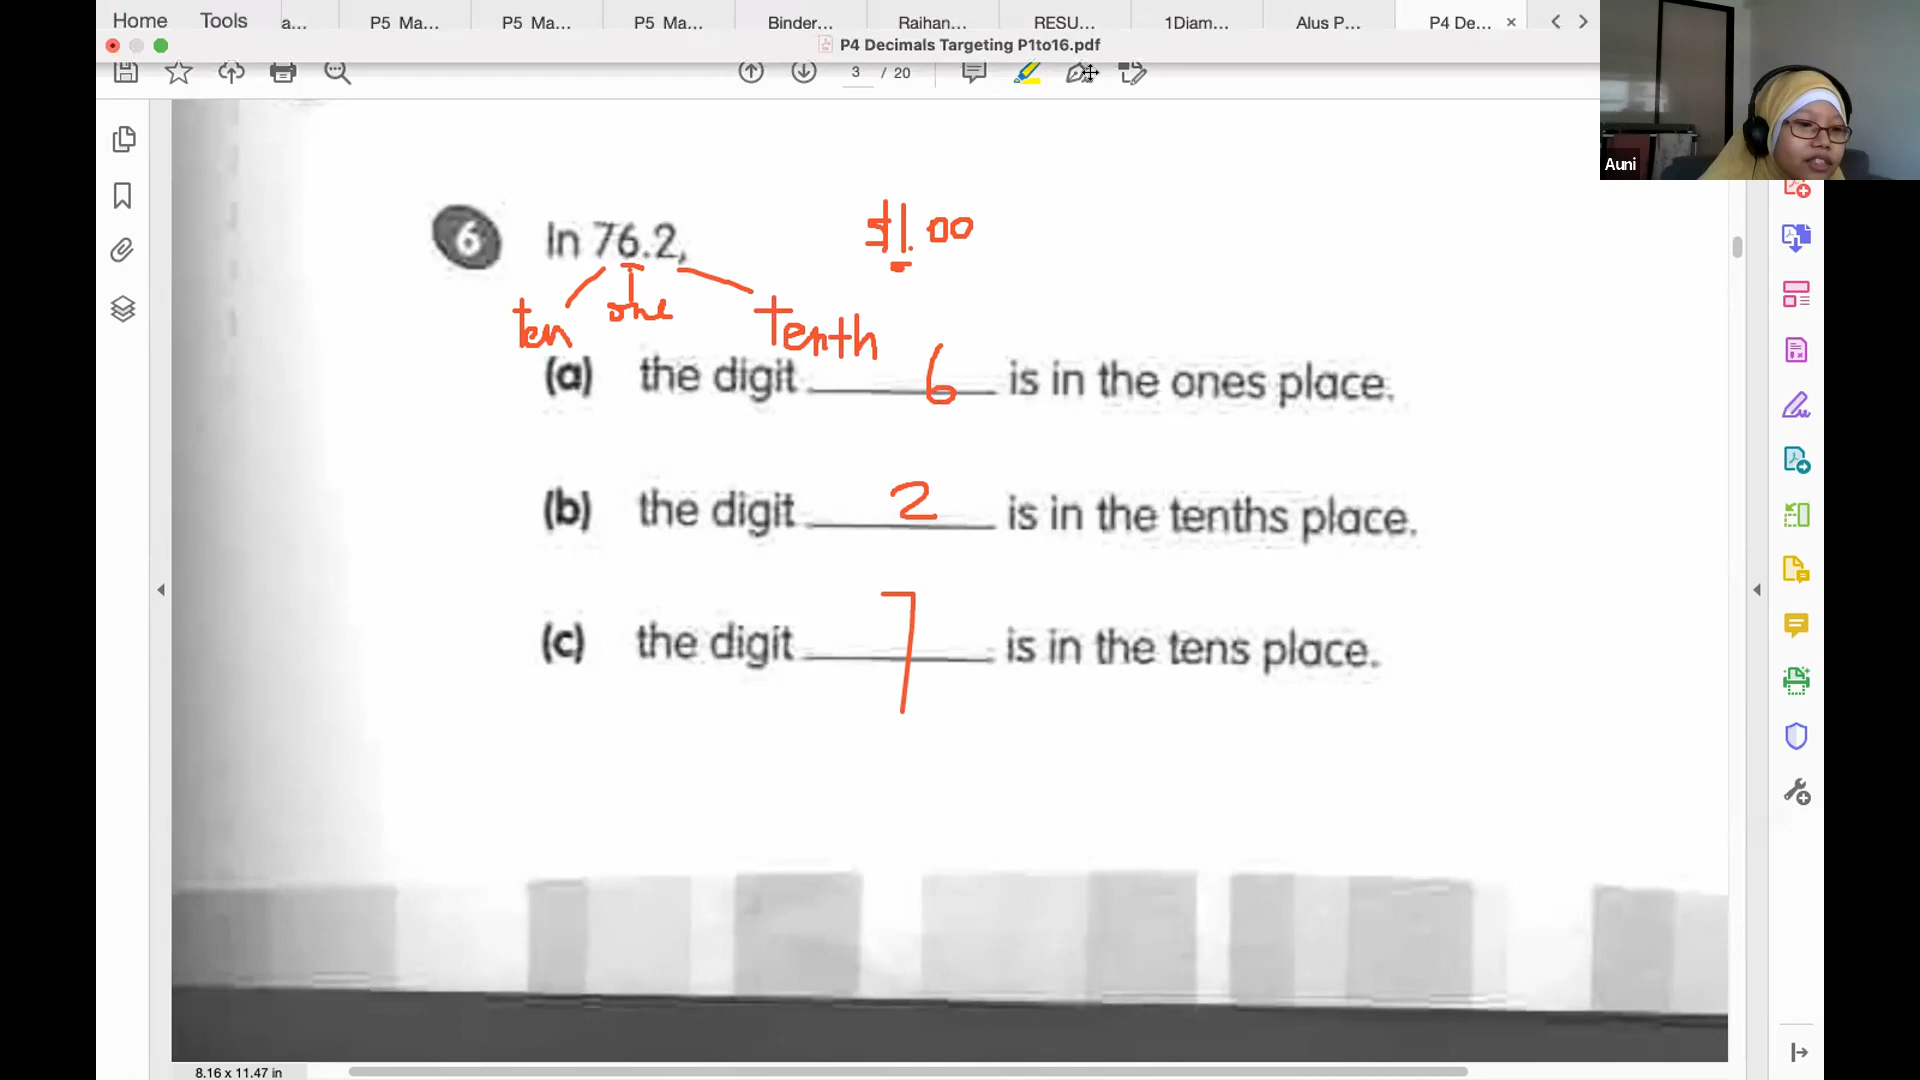 Home Tools a... P5 Ma... P5 Ma... P5 Ma... Binder... Raihan... RESU... 1Diam... Alus P... P4 De... ×
P4 Decimals Targeting P1to16.pdf
3 / 20
Auni
6 In 76.2, $1.00
ten one tenth
(a) the digit 6 is in the ones place.
(b) the digit 2 is in the tenths place.
(c) the digit 7 is in the tens place.
8.16 x 11.47 in